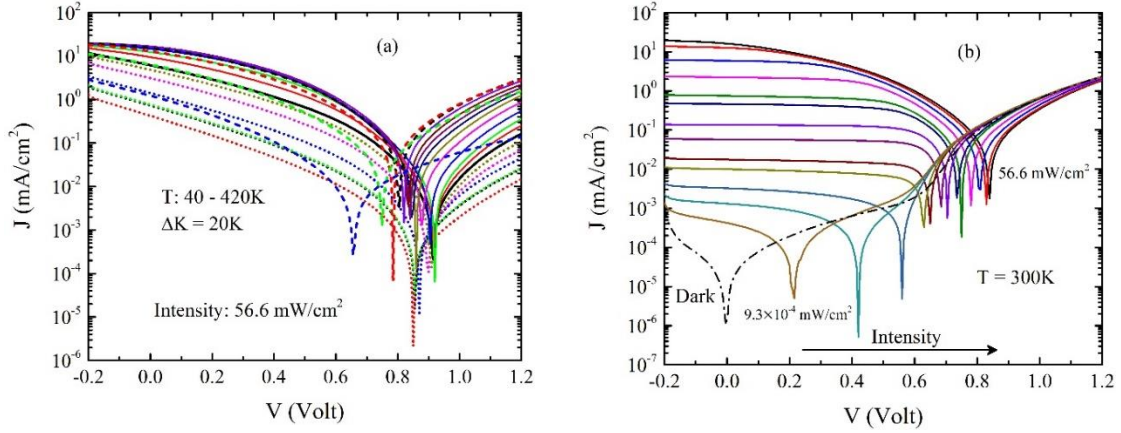 (a)
J (mA/cm²)
10²
10¹
10⁰
10⁻¹
10⁻²
10⁻³
10⁻⁴
10⁻⁵
10⁻⁶
T: 40 - 420K
ΔK = 20K
Intensity: 56.6 mW/cm²
-0.2 0.0 0.2 0.4 0.6 0.8 1.0 1.2
V (Volt)
(b)
J (mA/cm²)
10²
10¹
10⁰
10⁻¹
10⁻²
10⁻³
10⁻⁴
10⁻⁵
10⁻⁶
10⁻⁷
56.6 mW/cm²
T = 300K
Dark
9.3×10⁻⁴ mW/cm²
Intensity
-0.2 0.0 0.2 0.4 0.6 0.8 1.0 1.2
V (Volt)